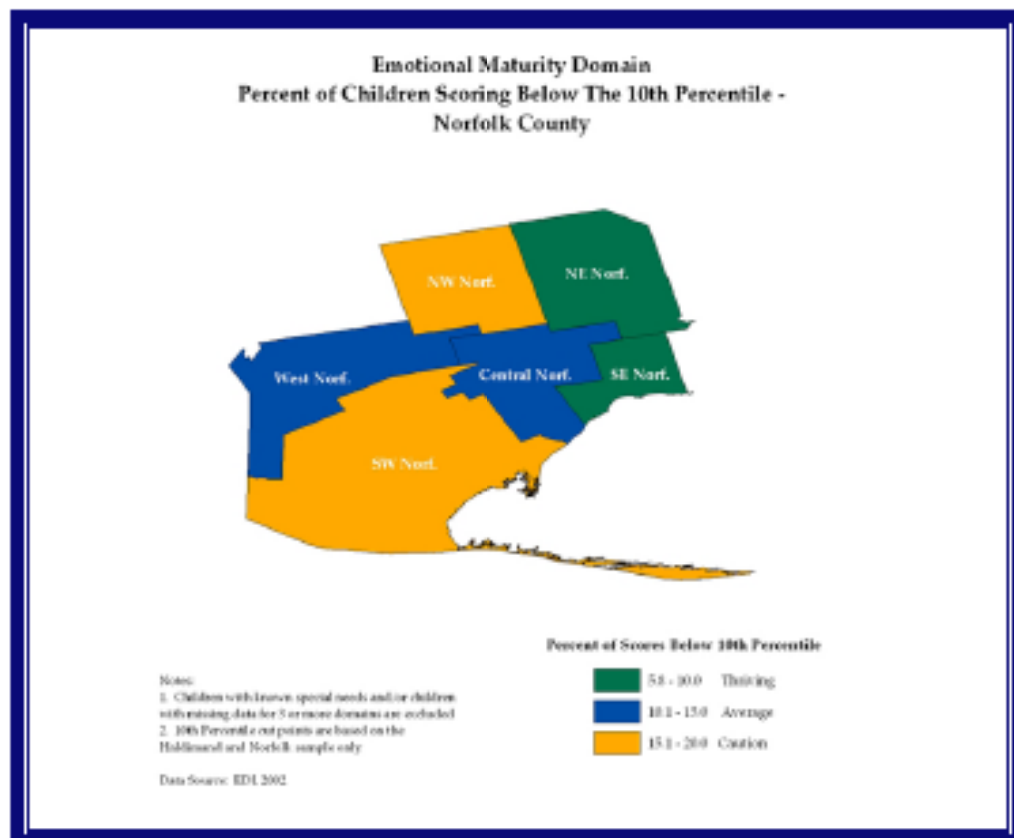 Emotional Maturity Domain
Percent of Children Scoring Below The 10th Percentile -
Norfolk County
NW Norf.
NE Norf.
West Norf.
Central Norf.
SE Norf.
SW Norf.
Percent of Scores Below 10th Percentile
5.8 - 10.0 Thriving
10.1 - 15.0 Average
15.1 - 20.0 Caution
Notes:
1. Children with known special needs and/or children
with missing data for 3 or more domains are excluded
2. 10th Percentile cut points are based on the
Haldimand and Norfolk sample only
Data Source: EDI, 2002